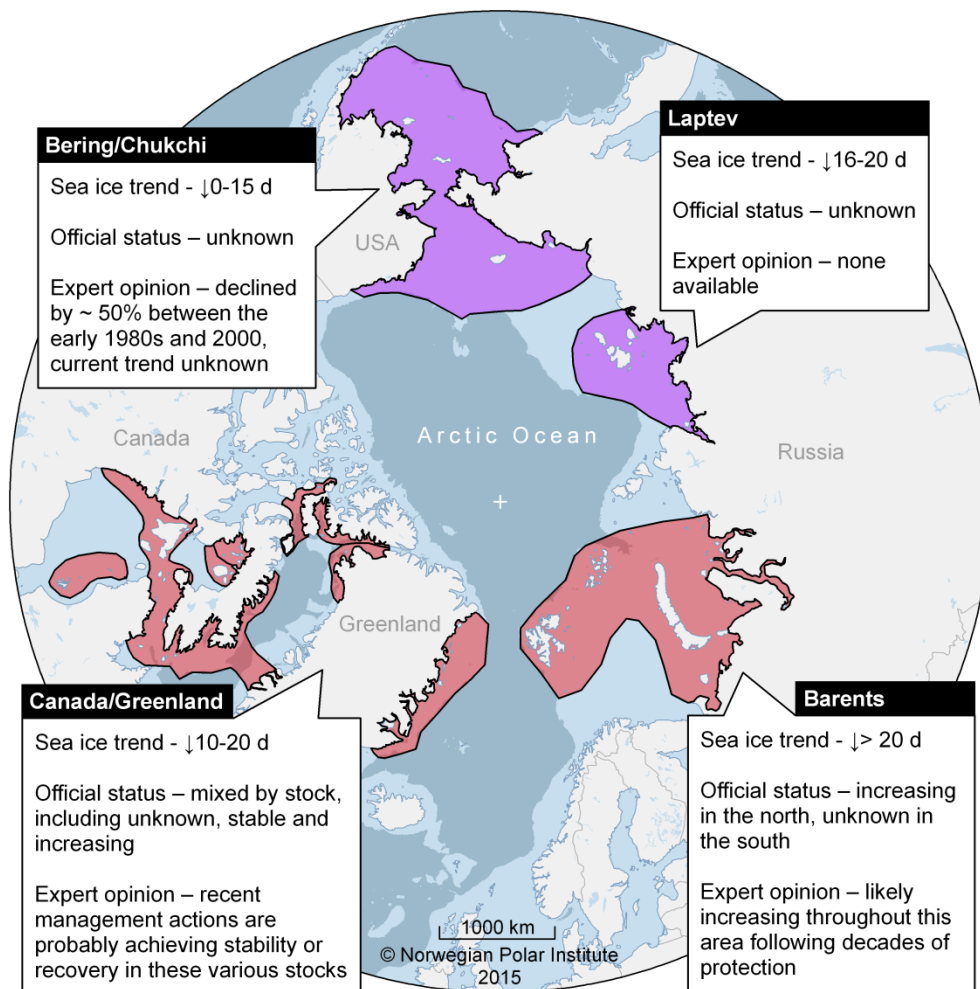 Bering/Chukchi
Sea ice trend - ↓0-15 d
Official status – unknown
Expert opinion – declined
by ~ 50% between the
early 1980s and 2000,
current trend unknown
Laptev
Sea ice trend - ↓16-20 d
Official status – unknown
Expert opinion – none
available
USA
Canada
Arctic Ocean
Russia
Greenland
Canada/Greenland
Sea ice trend - ↓10-20 d
Official status – mixed by stock,
including unknown, stable and
increasing
Expert opinion – recent
management actions are
probably achieving stability or
recovery in these various stocks
Barents
Sea ice trend - ↓> 20 d
Official status – increasing
in the north, unknown in
the south
Expert opinion – likely
increasing throughout this
area following decades of
protection
1000 km
© Norwegian Polar Institute
2015